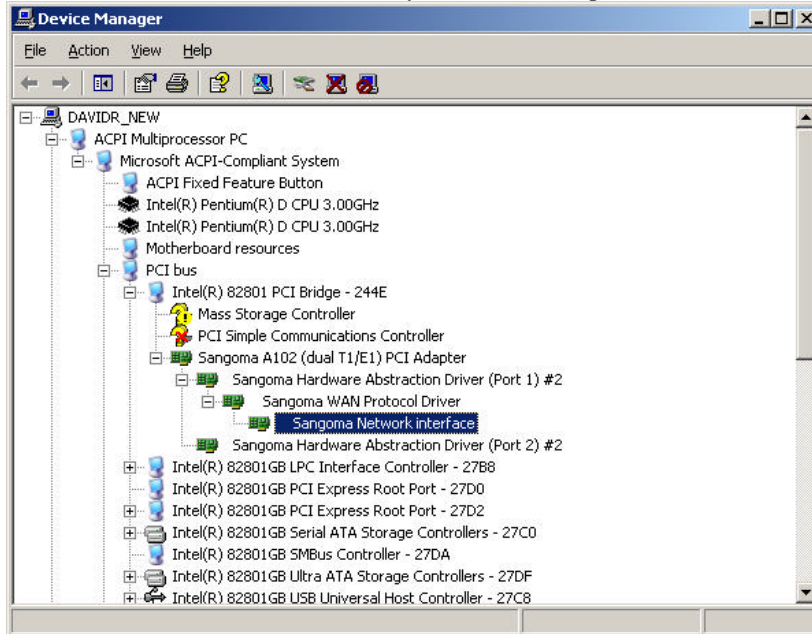 Device Manager
File Action View Help
DAVIDR_NEW
ACPI Multiprocessor PC
Microsoft ACPI-Compliant System
ACPI Fixed Feature Button
Intel(R) Pentium(R) D CPU 3.00GHz
Intel(R) Pentium(R) D CPU 3.00GHz
Motherboard resources
PCI bus
Intel(R) 82801 PCI Bridge - 244E
Mass Storage Controller
PCI Simple Communications Controller
Sangoma A102 (dual T1/E1) PCI Adapter
Sangoma Hardware Abstraction Driver (Port 1) #2
Sangoma WAN Protocol Driver
Sangoma Network interface
Sangoma Hardware Abstraction Driver (Port 2) #2
Intel(R) 82801GB LPC Interface Controller - 27B8
Intel(R) 82801GB PCI Express Root Port - 27D0
Intel(R) 82801GB PCI Express Root Port - 27D2
Intel(R) 82801GB Serial ATA Storage Controllers - 27C0
Intel(R) 82801GB SMBus Controller - 27DA
Intel(R) 82801GB Ultra ATA Storage Controllers - 27DF
Intel(R) 82801GB USB Universal Host Controller - 27C8